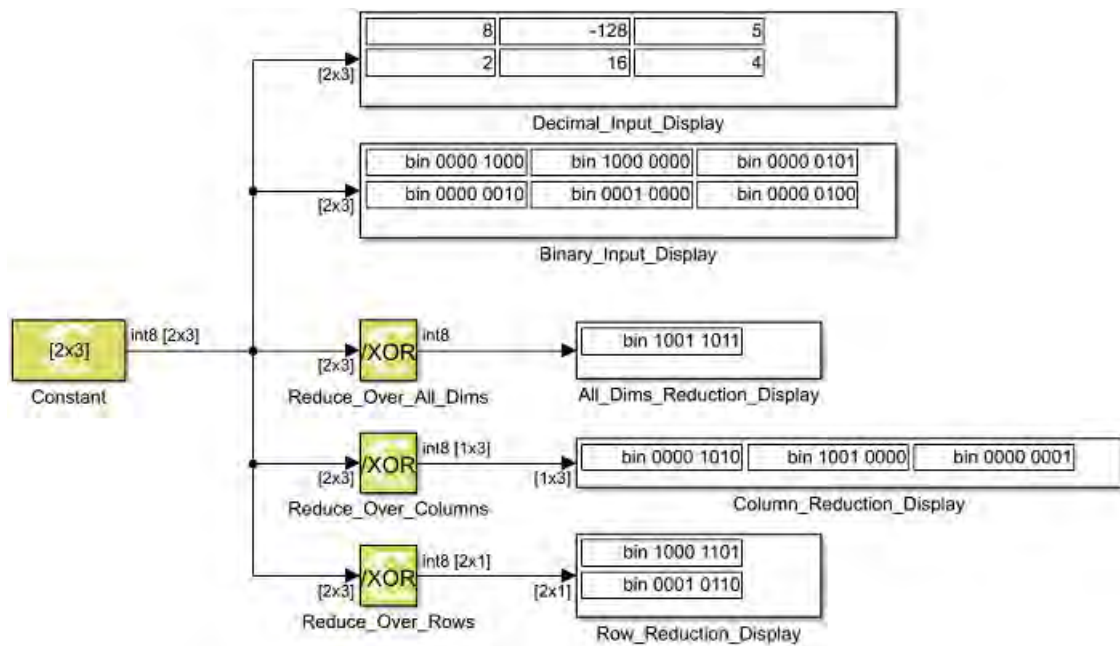 8 -128 5
[2x3] 2 16 4
Decimal_Input_Display
bin 0000 1000 bin 1000 0000 bin 0000 0101
[2x3] bin 0000 0010 bin 0001 0000 bin 0000 0100
Binary_Input_Display
[2x3] int8 [2x3] /XOR int8 bin 1001 1011
[2x3]
Constant Reduce_Over_All_Dims All_Dims_Reduction_Display
/XOR int8 [1x3] bin 0000 1010 bin 1001 0000 bin 0000 0001
[2x3] [1x3]
Reduce_Over_Columns Column_Reduction_Display
/XOR int8 [2x1] bin 1000 1101
[2x3] [2x1] bin 0001 0110
Reduce_Over_Rows Row_Reduction_Display